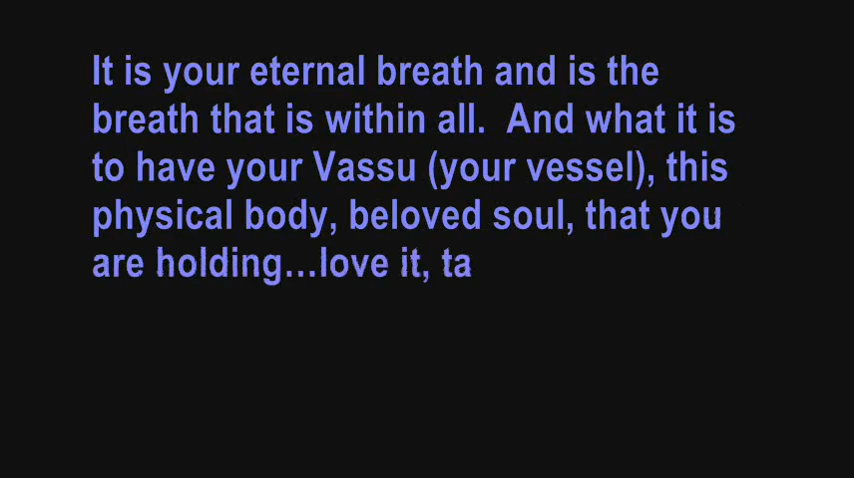 It is your eternal breath and is the
breath that is within all.  And what it is
to have your Vassu (your vessel), this
physical body, beloved soul, that you
are holding...love it, ta